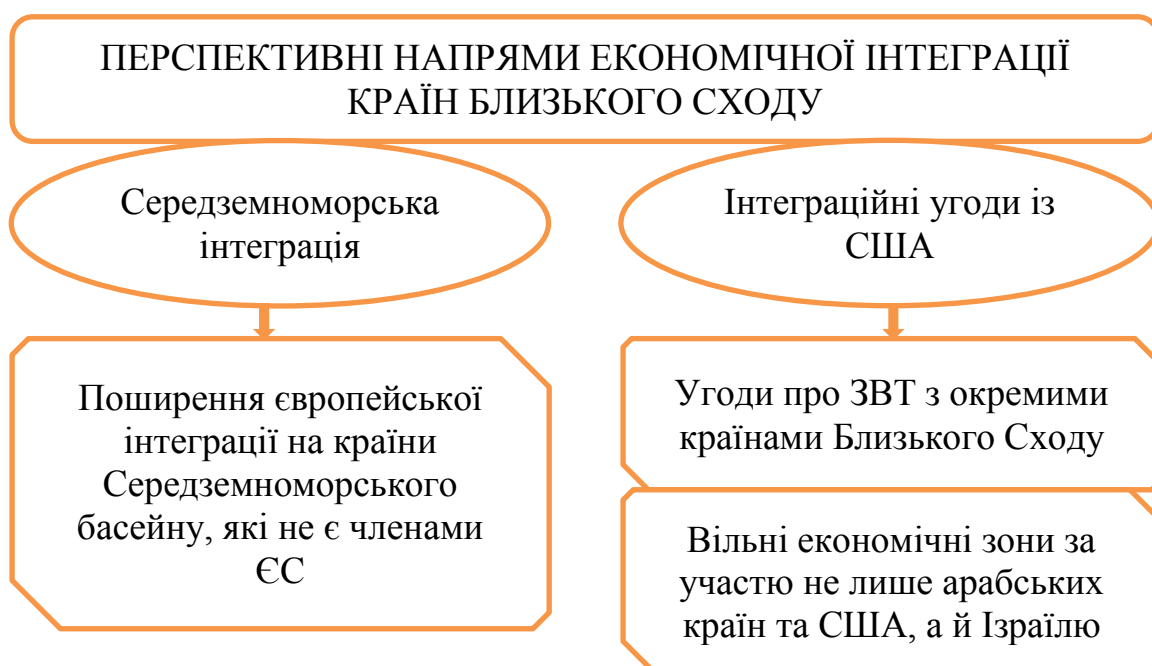 ПЕРСПЕКТИВНІ НАПРЯМИ ЕКОНОМІЧНОЇ ІНТЕГРАЦІЇ
КРАЇН БЛИЗЬКОГО СХОДУ
Середземноморська
інтеграція
Поширення європейської
інтеграції на країни
Середземноморського
басейну, які не є членами
ЄС
Інтеграційні угоди із
США
Угоди про ЗВТ з окремими
країнами Близького Сходу
Вільні економічні зони за
участю не лише арабських
країн та США, а й Ізраїлю